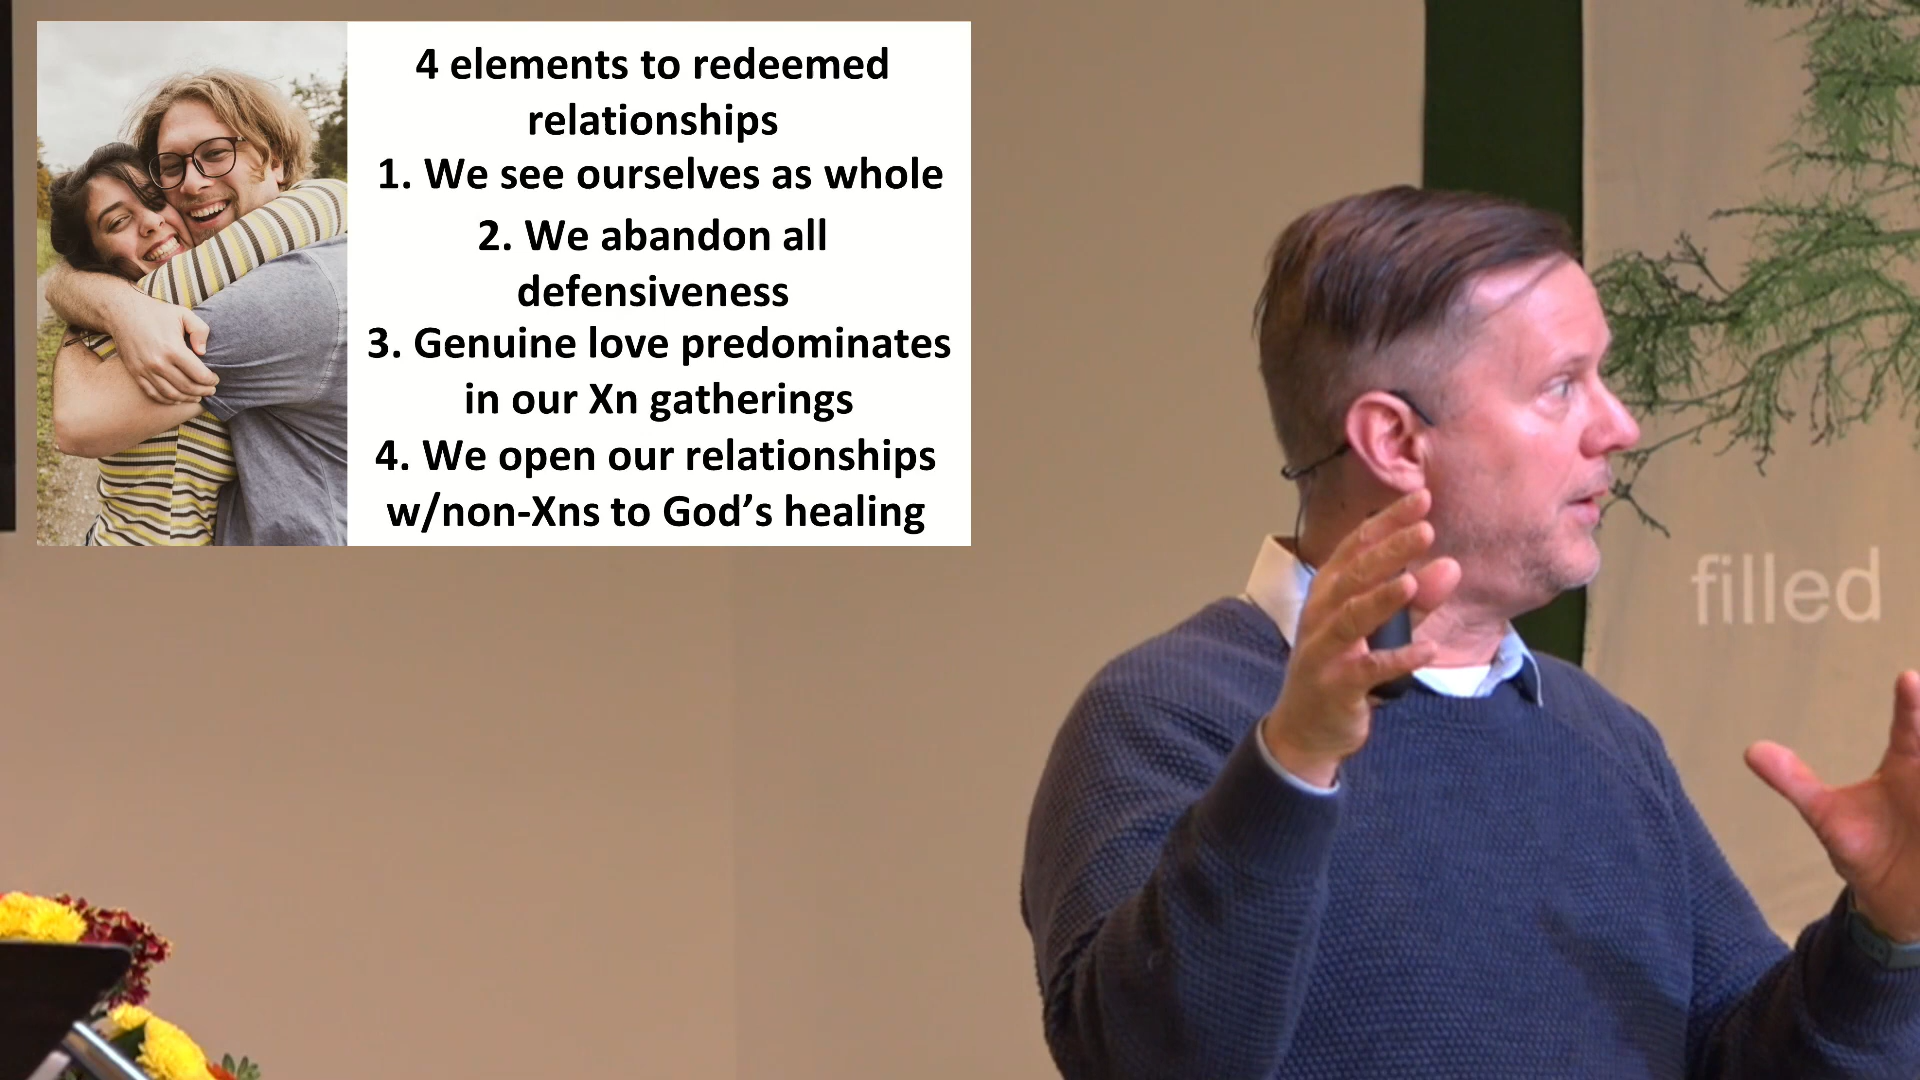 4 elements to redeemed
relationships
1. We see ourselves as whole
2. We abandon all
defensiveness
3. Genuine love predominates
in our Xn gatherings
4. We open our relationships
w/non-Xns to God’s healing
filled